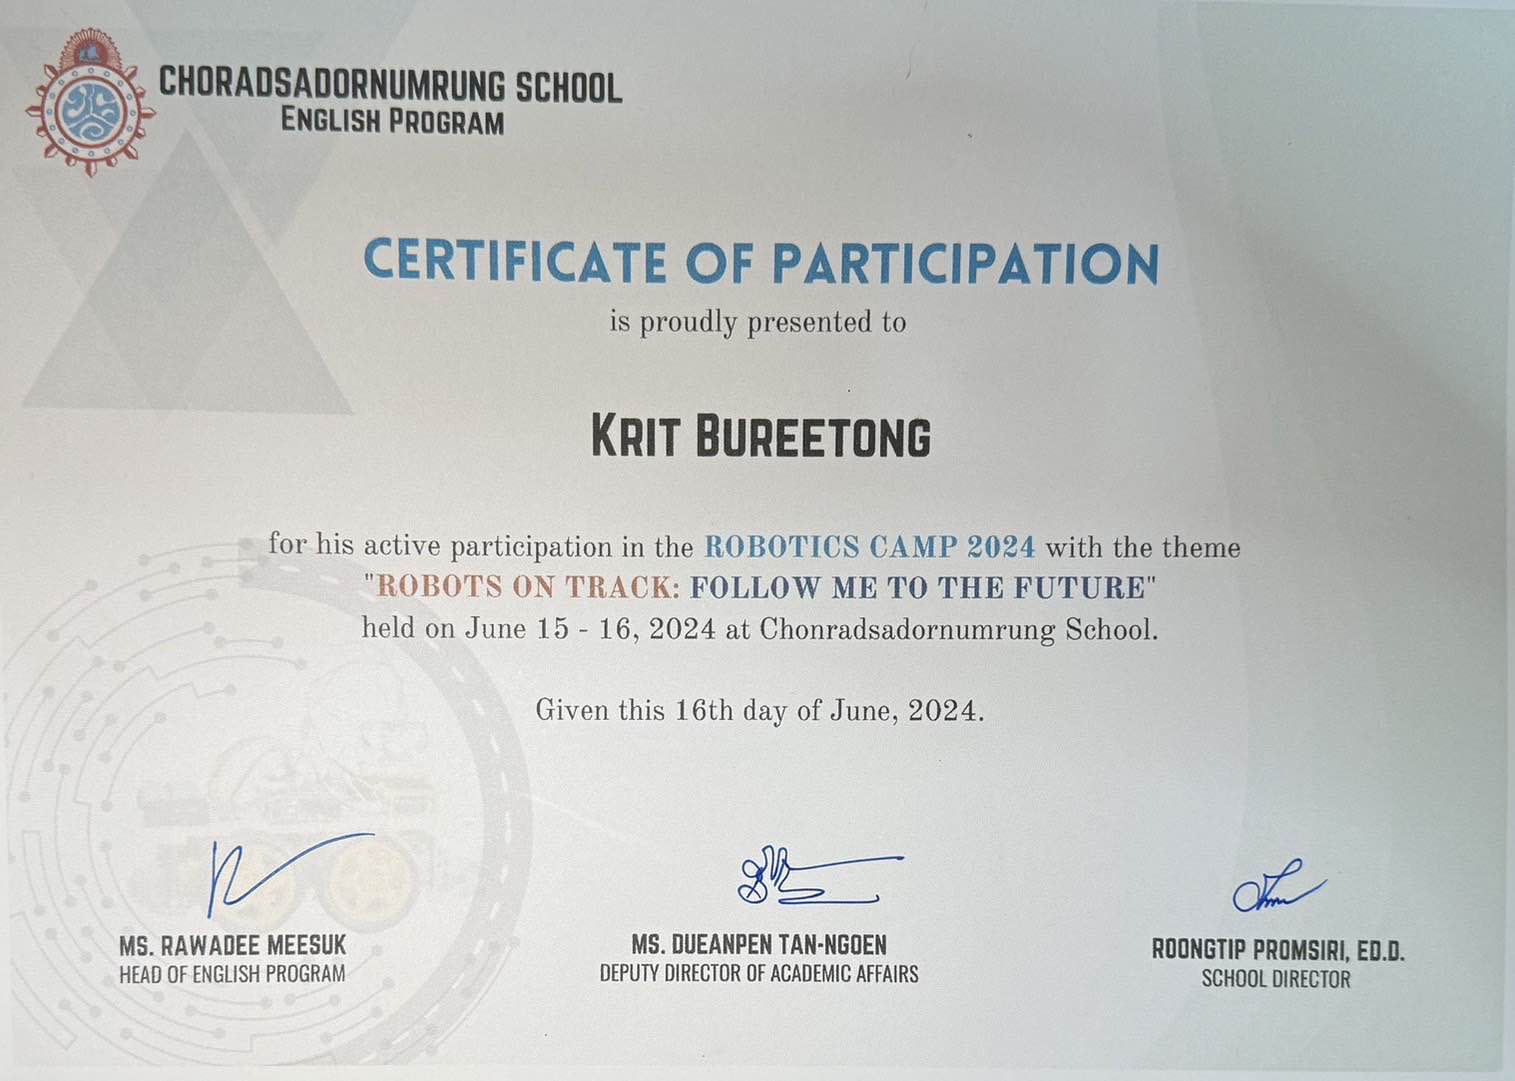 CHORADSADORNUMRUNG SCHOOL
ENGLISH PROGRAM
CERTIFICATE OF PARTICIPATION
is proudly presented to
KRIT BUREETONG
for his active participation in the ROBOTICS CAMP 2024 with the theme
"ROBOTS ON TRACK: FOLLOW ME TO THE FUTURE"
held on June 15 - 16, 2024 at Chonradsadornumrung School.
Given this 16th day of June, 2024.
MS. RAWADEE MEESUK
HEAD OF ENGLISH PROGRAM
MS. DUEANPEN TAN-NGOEN
DEPUTY DIRECTOR OF ACADEMIC AFFAIRS
ROONGTIP PROMSIRI, ED.D.
SCHOOL DIRECTOR